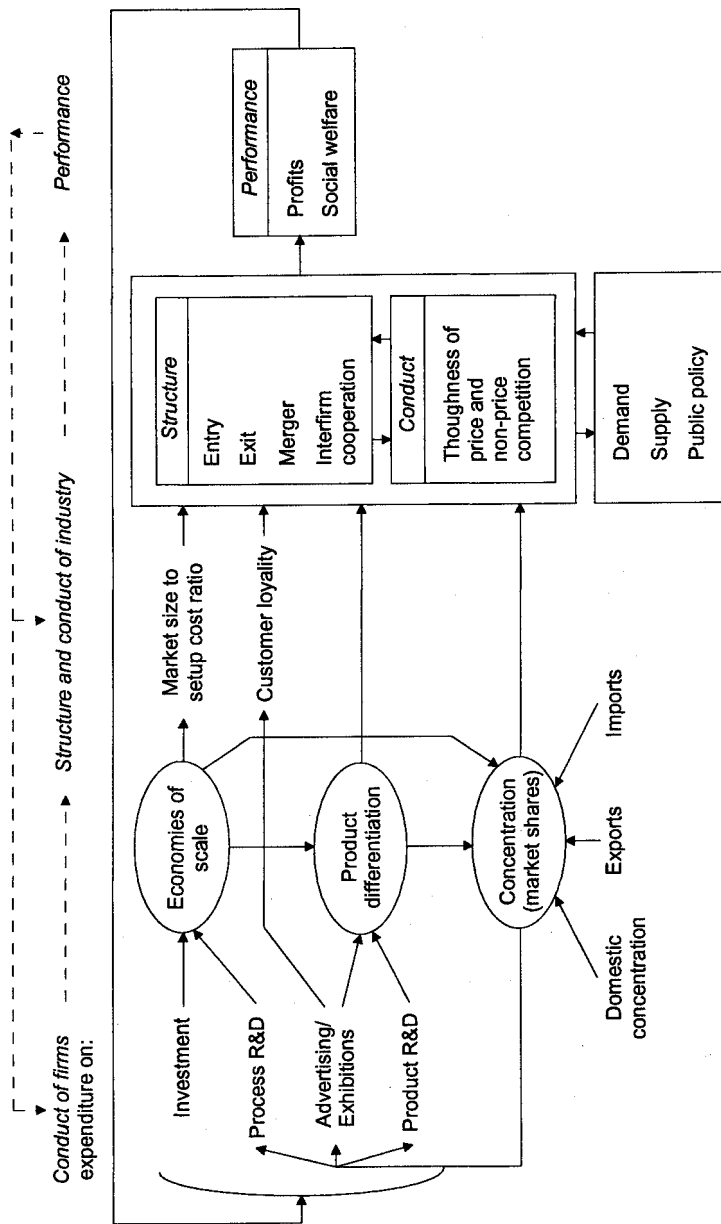 Conduct of firms
expenditure on:
Structure and conduct of industry
Performance
Investment
Process R&D
Advertising/
Exhibitions
Product R&D
Economies of
scale
Product
differentiation
Concentration
(market shares)
Domestic
concentration
Exports
Imports
Market size to
setup cost ratio
Customer loyality
Structure
Entry
Exit
Merger
Interfirm
cooperation
Conduct
Thoughness of
price and
non-price
competition
Demand
Supply
Public policy
Performance
Profits
Social welfare